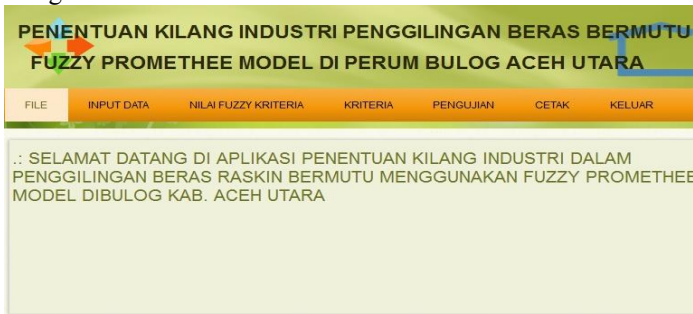 PENENTUAN KILANG INDUSTRI PENGGILINGAN BERAS BERMUTU
FUZZY PROMETHEE MODEL DI PERUM BULOG ACEH UTARA
FILE INPUT DATA NILAI FUZZY KRITERIA KRITERIA PENGUJIAN CETAK KELUAR
.: SELAMAT DATANG DI APLIKASI PENENTUAN KILANG INDUSTRI DALAM
PENGGILINGAN BERAS RASKIN BERMUTU MENGGUNAKAN FUZZY PROMETHEE
MODEL DIBULOG KAB. ACEH UTARA